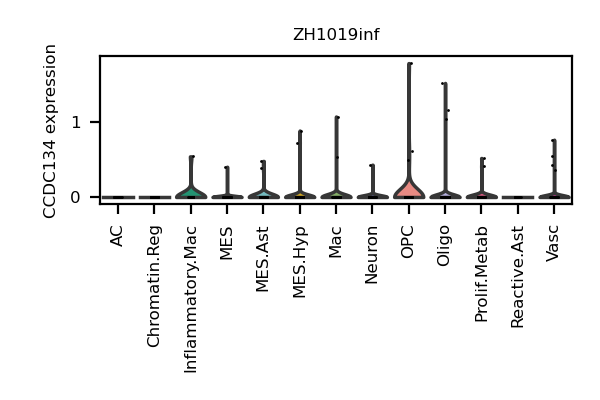 ZH1019inf
CCDC134 expression
1
0
AC
Chromatin.Reg
Inflammatory.Mac
MES
MES.Ast
MES.Hyp
Mac
Neuron
OPC
Oligo
Prolif.Metab
Reactive.Ast
Vasc